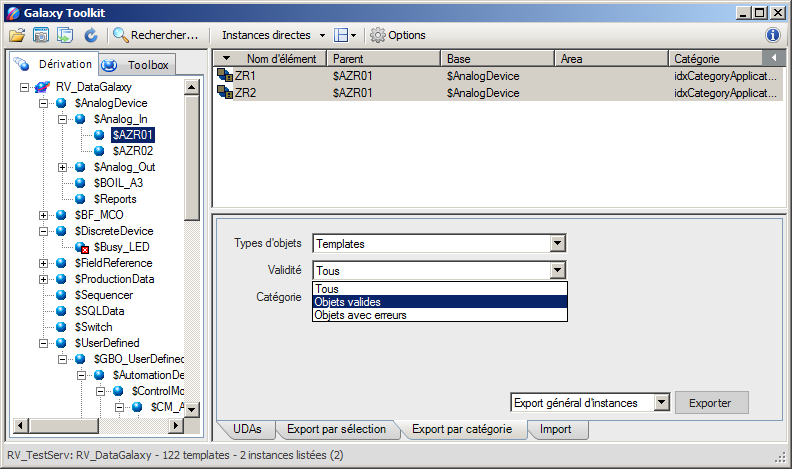 Galaxy Toolkit
Rechercher... Instances directes Options
Dérivation Toolbox
RV_DataGalaxy
$AnalogDevice
$Analog_In
$AZR01
$AZR02
$Analog_Out
$BOIL_A3
$Reports
$BF_MCO
$DiscreteDevice
$Busy_LED
$FieldReference
$ProductionData
$Sequencer
$SQLData
$Switch
$UserDefined
$GBO_UserDefined
$AutomationDe
$ControlMo
$CM_A
Nom d'élément Parent Base Area Catégorie
ZR1 $AZR01 $AnalogDevice idxCategoryApplicat...
ZR2 $AZR01 $AnalogDevice idxCategoryApplicat...
Types d'objets Templates
Validité Tous
Catégorie
Tous
Objets valides
Objets avec erreurs
Export général d'instances Exporter
UDAs Export par sélection Export par catégorie Import
RV_TestServ: RV_DataGalaxy - 122 templates - 2 instances listées (2)